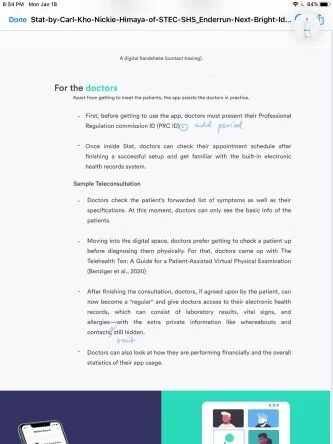 6:54 PM Mon Jan 18
84%
Done Stat-by-Carl-Kho-Nickie-Himaya-of-STEC-SHS_Enderun-Next-Bright-Id...
A digital handshake (contact tracing).
For the doctors
Apart from getting to meet the patients, the app assists the doctors in practice.
- First, before getting to use the app, doctors must present their Professional
Regulation commission ID (PRC ID) add period
- Once inside Stat, doctors can check their appointment schedule after
finishing a successful setup and get familiar with the built-in electronic
health records system.
Sample Teleconsultation
- Doctors check the patient's forwarded list of symptoms as well as their
specifications. At this moment, doctors can only see the basic info of the
patients.
- Moving into the digital space, doctors prefer getting to check a patient up
before diagnosing them physically. For that, doctors came up with The
Telehealth Ten: A Guide for a Patient-Assisted Virtual Physical Examination
(Benziger et al., 2020)
- After finishing the consultation, doctors, if agreed upon by the patient, can
now become a "regular" and give doctors access to their electronic health
records, which can consist of laboratory results, vital signs, and
allergies—with the extra private information like whereabouts and
contacts, still hidden.
omit
- Doctors can also look at how they are performing financially and the overall
statistics of their app usage.